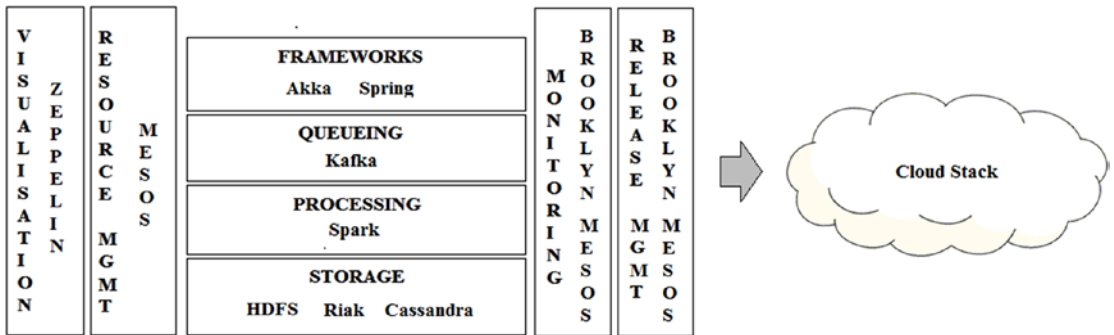 VISUALISATION
ZEPPELIN
RESOURCE MGMT
MESOS
FRAMEWORKS
Akka Spring
QUEUEING
Kafka
PROCESSING
Spark
STORAGE
HDFS Riak Cassandra
MONITORING
BROOKLYN MESOS
RELEASE MGMT
BROOKLYN MESOS
Cloud Stack